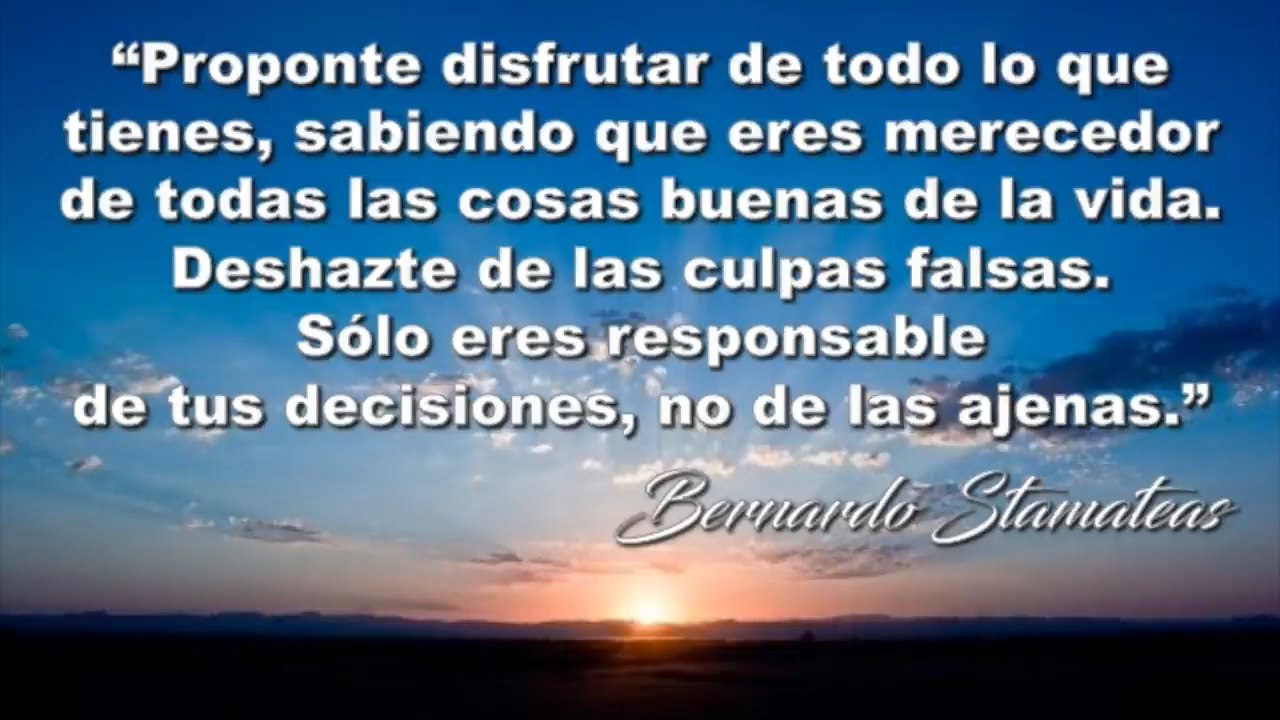 “Proponte disfrutar de todo lo que
tienes, sabiendo que eres merecedor
de todas las cosas buenas de la vida.
Deshazte de las culpas falsas.
Sólo eres responsable
de tus decisiones, no de las ajenas.”
Bernardo Stamateas